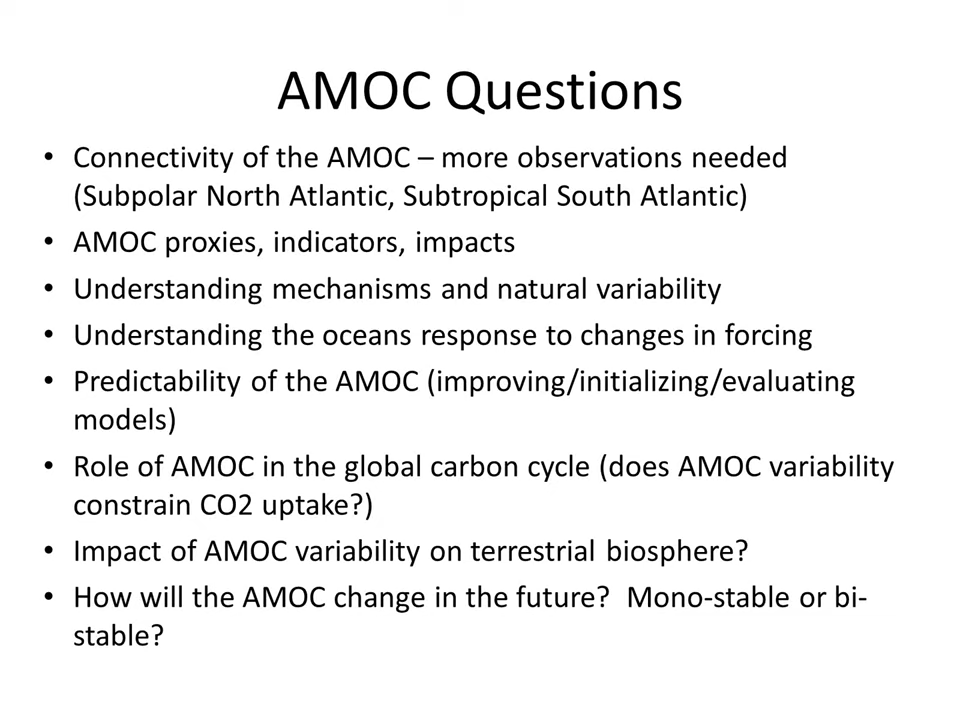 AMOC Questions
• Connectivity of the AMOC – more observations needed
(Subpolar North Atlantic, Subtropical South Atlantic)
• AMOC proxies, indicators, impacts
• Understanding mechanisms and natural variability
• Understanding the oceans response to changes in forcing
• Predictability of the AMOC (improving/initializing/evaluating
models)
• Role of AMOC in the global carbon cycle (does AMOC variability
constrain CO2 uptake?)
• Impact of AMOC variability on terrestrial biosphere?
• How will the AMOC change in the future?  Mono-stable or bi-
stable?